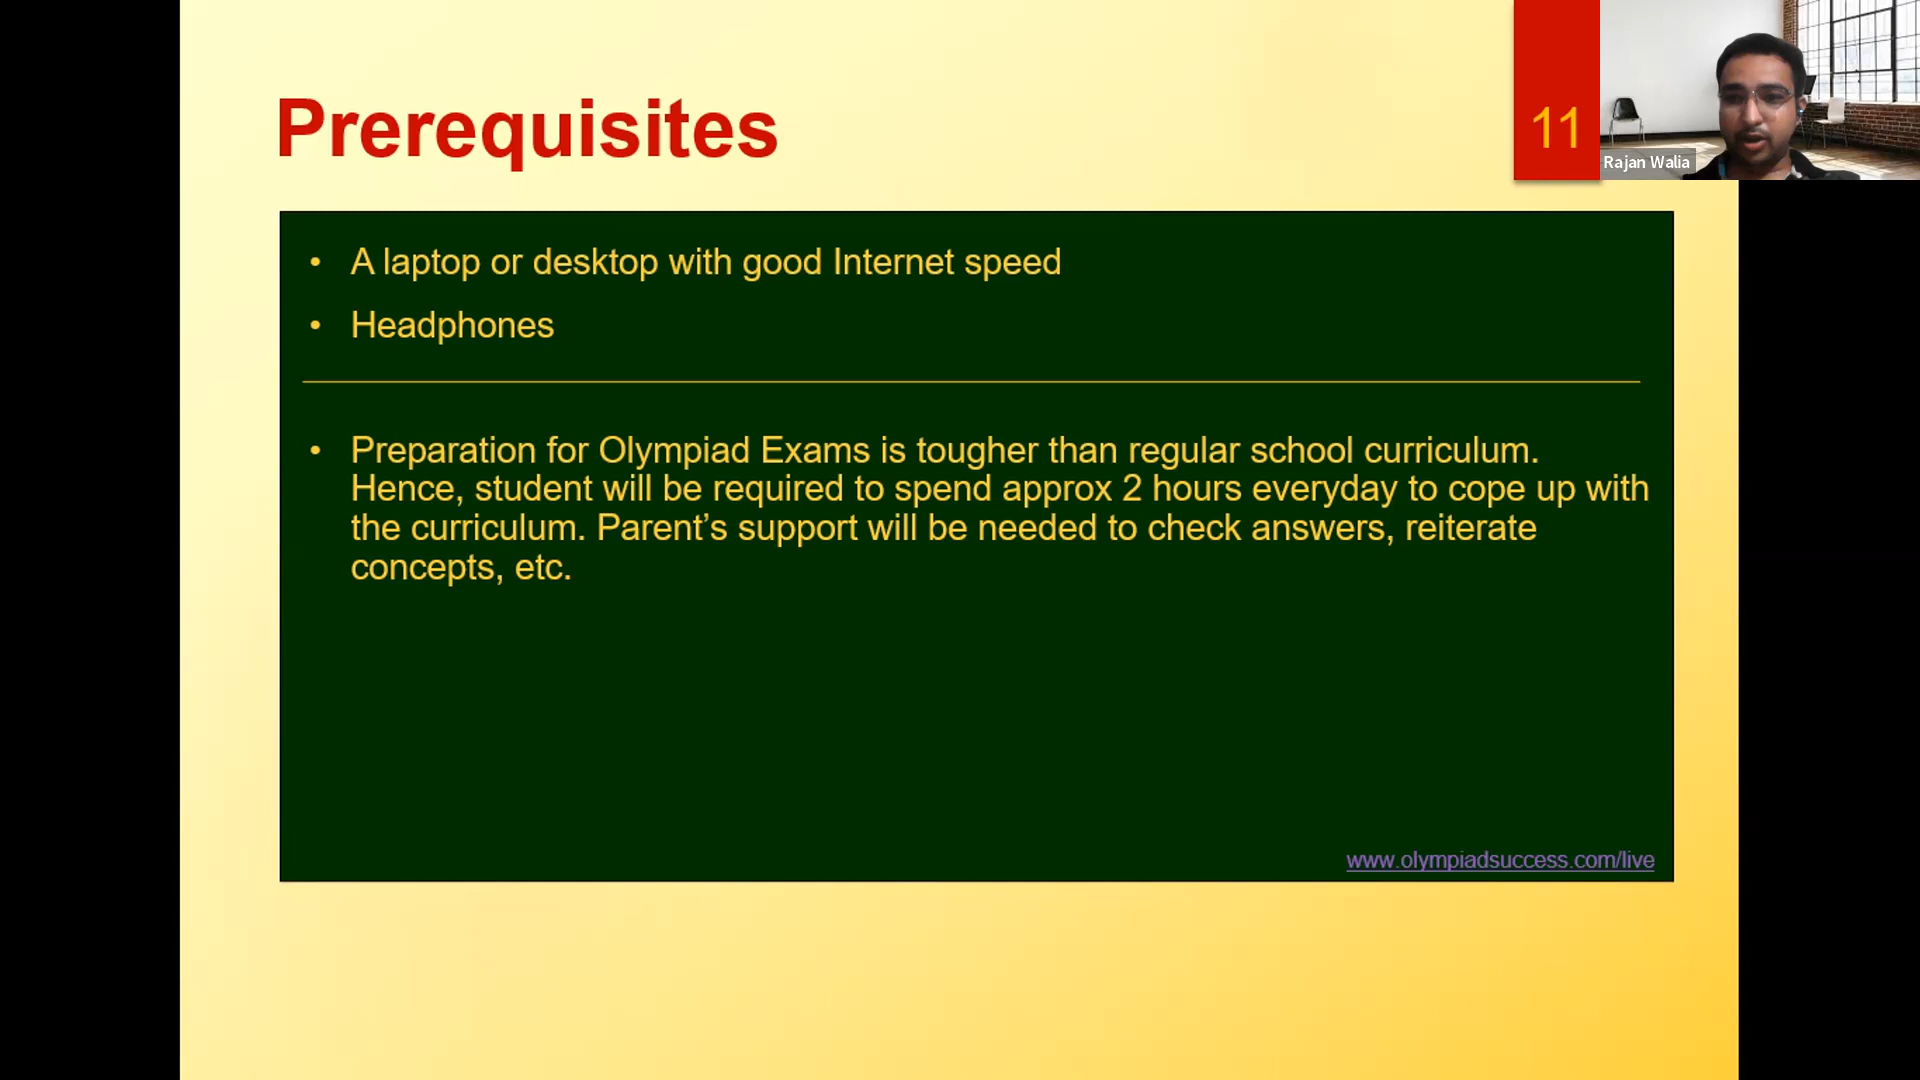 Prerequisites
11
Rajan Walia
• A laptop or desktop with good Internet speed
• Headphones
• Preparation for Olympiad Exams is tougher than regular school curriculum.
Hence, student will be required to spend approx 2 hours everyday to cope up with
the curriculum. Parent’s support will be needed to check answers, reiterate
concepts, etc.
www.olympiadsuccess.com/live